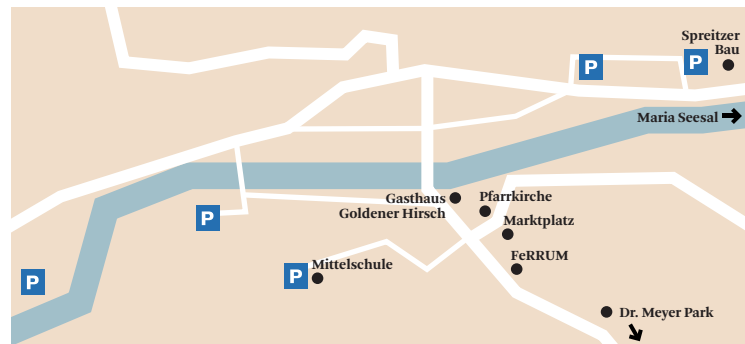 Spreitzer
Bau
P
P
Maria Seesal
Gasthaus
Goldener Hirsch
Pfarrkirche
P
Marktplatz
FeRRUM
P
Mittelschule
P
Dr. Meyer Park